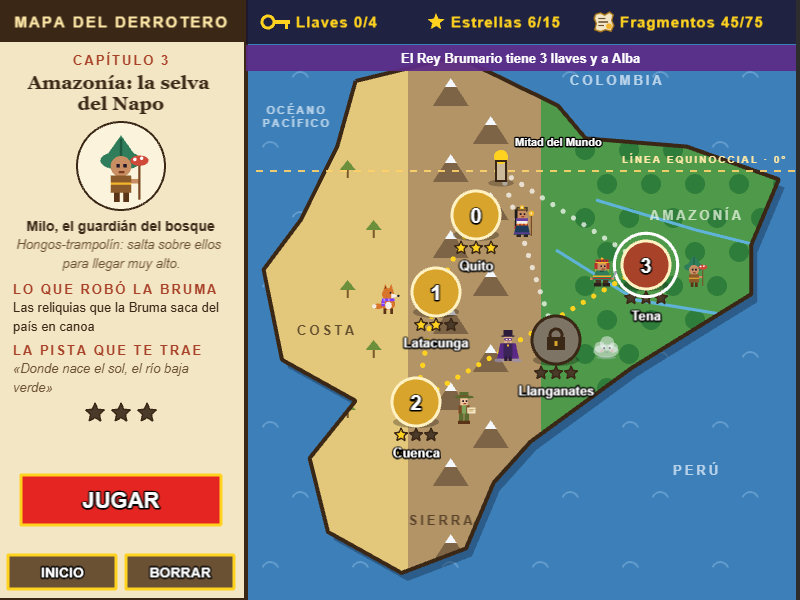 MAPA DEL DERROTERO
Llaves 0/4
Estrellas 6/15
Fragmentos 45/75
El Rey Brumario tiene 3 llaves y a Alba
CAPÍTULO 3
Amazonía: la selva
del Napo
Milo, el guardián del bosque
Hongos-trampolín: salta sobre ellos
para llegar muy alto.
LO QUE ROBÓ LA BRUMA
Las reliquias que la Bruma saca del
país en canoa
LA PISTA QUE TE TRAE
«Donde nace el sol, el río baja
verde»
JUGAR
INICIO
BORRAR
COLOMBIA
OCÉANO
PACÍFICO
Mitad del Mundo
LÍNEA EQUINOCCIAL · 0°
AMAZONÍA
0
Quito
3
Tena
1
Latacunga
COSTA
Llanganates
2
Cuenca
PERÚ
SIERRA